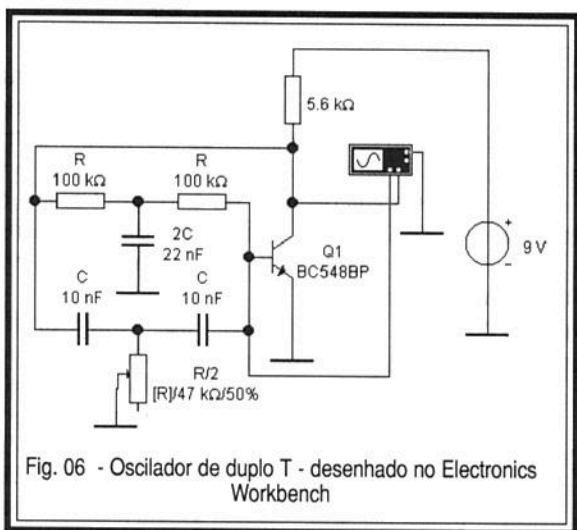 5.6 kΩ
R
100 kΩ
R
100 kΩ
2C
22 nF
Q1
BC548BP
+
9 V
−
C
10 nF
C
10 nF
R/2
[R]/47 kΩ/50%
Fig. 06 - Oscilador de duplo T - desenhado no Electronics
Workbench